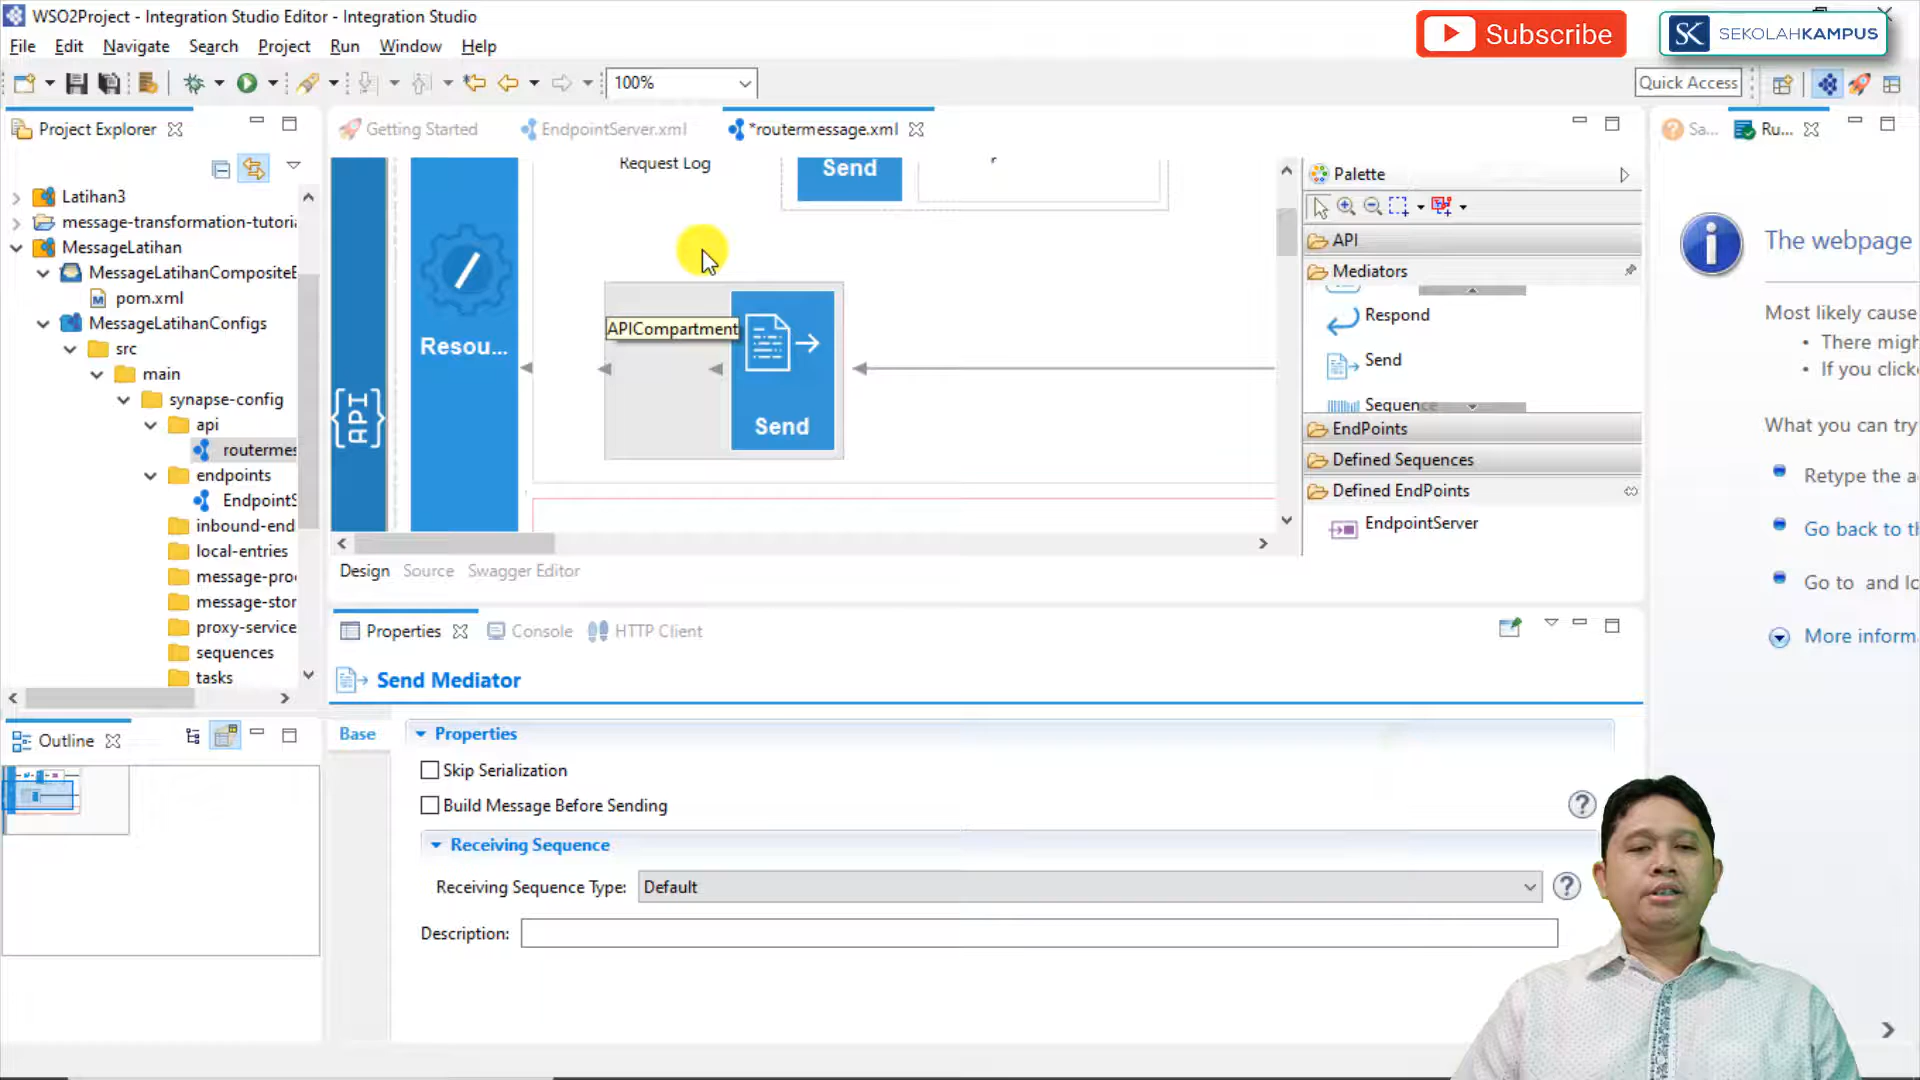 WSO2Project - Integration Studio Editor - Integration Studio
Subscribe
SK SEKOLAHKAMPUS
File Edit Navigate Search Project Run Window Help
100%
Quick Access
Project Explorer
Getting Started
EndpointServer.xml
*routermessage.xml
Sa...
Ru...
Latihan3
message-transformation-tutori
MessageLatihan
MessageLatihanCompositeE
pom.xml
MessageLatihanConfigs
src
main
synapse-config
api
routermes
endpoints
EndpointS
inbound-end
local-entries
message-pro
message-stor
proxy-service
sequences
tasks
Request Log
Send
Resou...
{API}
APICompartment
Send
Palette
API
Mediators
Respond
Send
Sequence
EndPoints
Defined Sequences
Defined EndPoints
EndpointServer
The webpage
Most likely cause
There migh
If you click
What you can try
Retype the a
Go back to th
Go to and lo
More inform
Design Source Swagger Editor
Properties
Console
HTTP Client
Send Mediator
Outline
Base
Properties
Skip Serialization
Build Message Before Sending
Receiving Sequence
Receiving Sequence Type: Default
Description: